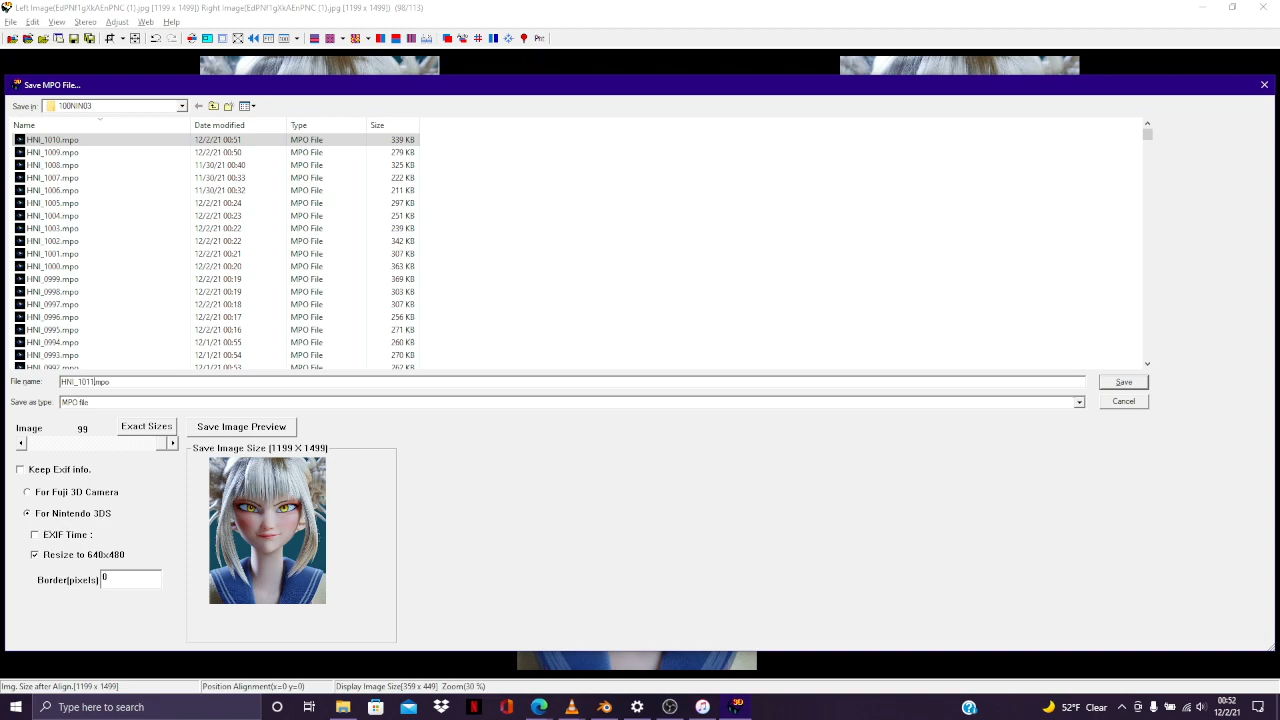 Left Image(EdPNf1gXkAEnPNC (1).jpg [1199 x 1499]) Right Image(EdPNf1gXkAEnPNC (1).jpg [1199 x 1499]) (98/113)
File Edit View Stereo Adjust Web Help
Save MPO File...
Save in: 100NIN03
Name Date modified Type Size
HNI_1010.mpo 12/2/21 00:51 MPO File 339 KB
HNI_1009.mpo 12/2/21 00:50 MPO File 279 KB
HNI_1008.mpo 11/30/21 00:40 MPO File 325 KB
HNI_1007.mpo 11/30/21 00:33 MPO File 222 KB
HNI_1006.mpo 11/30/21 00:32 MPO File 211 KB
HNI_1005.mpo 12/2/21 00:24 MPO File 297 KB
HNI_1004.mpo 12/2/21 00:23 MPO File 251 KB
HNI_1003.mpo 12/2/21 00:22 MPO File 239 KB
HNI_1002.mpo 12/2/21 00:22 MPO File 342 KB
HNI_1001.mpo 12/2/21 00:21 MPO File 307 KB
HNI_1000.mpo 12/2/21 00:20 MPO File 363 KB
HNI_0999.mpo 12/2/21 00:19 MPO File 369 KB
HNI_0998.mpo 12/2/21 00:19 MPO File 303 KB
HNI_0997.mpo 12/2/21 00:18 MPO File 307 KB
HNI_0996.mpo 12/2/21 00:17 MPO File 256 KB
HNI_0995.mpo 12/2/21 00:16 MPO File 271 KB
HNI_0994.mpo 12/1/21 00:55 MPO File 260 KB
HNI_0993.mpo 12/1/21 00:54 MPO File 270 KB
HNI_0992.mpo 12/1/21 00:53 MPO File 262 KB
File name: HNI_1011.mpo Save
Save as type: MPO file Cancel
Image 99 Exact Sizes Save Image Preview
Save Image Size [1199 X 1499]
Keep Exif info.
For Fuji 3D Camera
For Nintendo 3DS
EXIF Time :
Resize to 640x480
Border(pixels) 0
Img. Size after Align.[1199 x 1499] Position Alignment(x=0 y=0) Display Image Size[359 x 449] Zoom(30 %)
Type here to search
52°F Clear
00:52
12/2/21